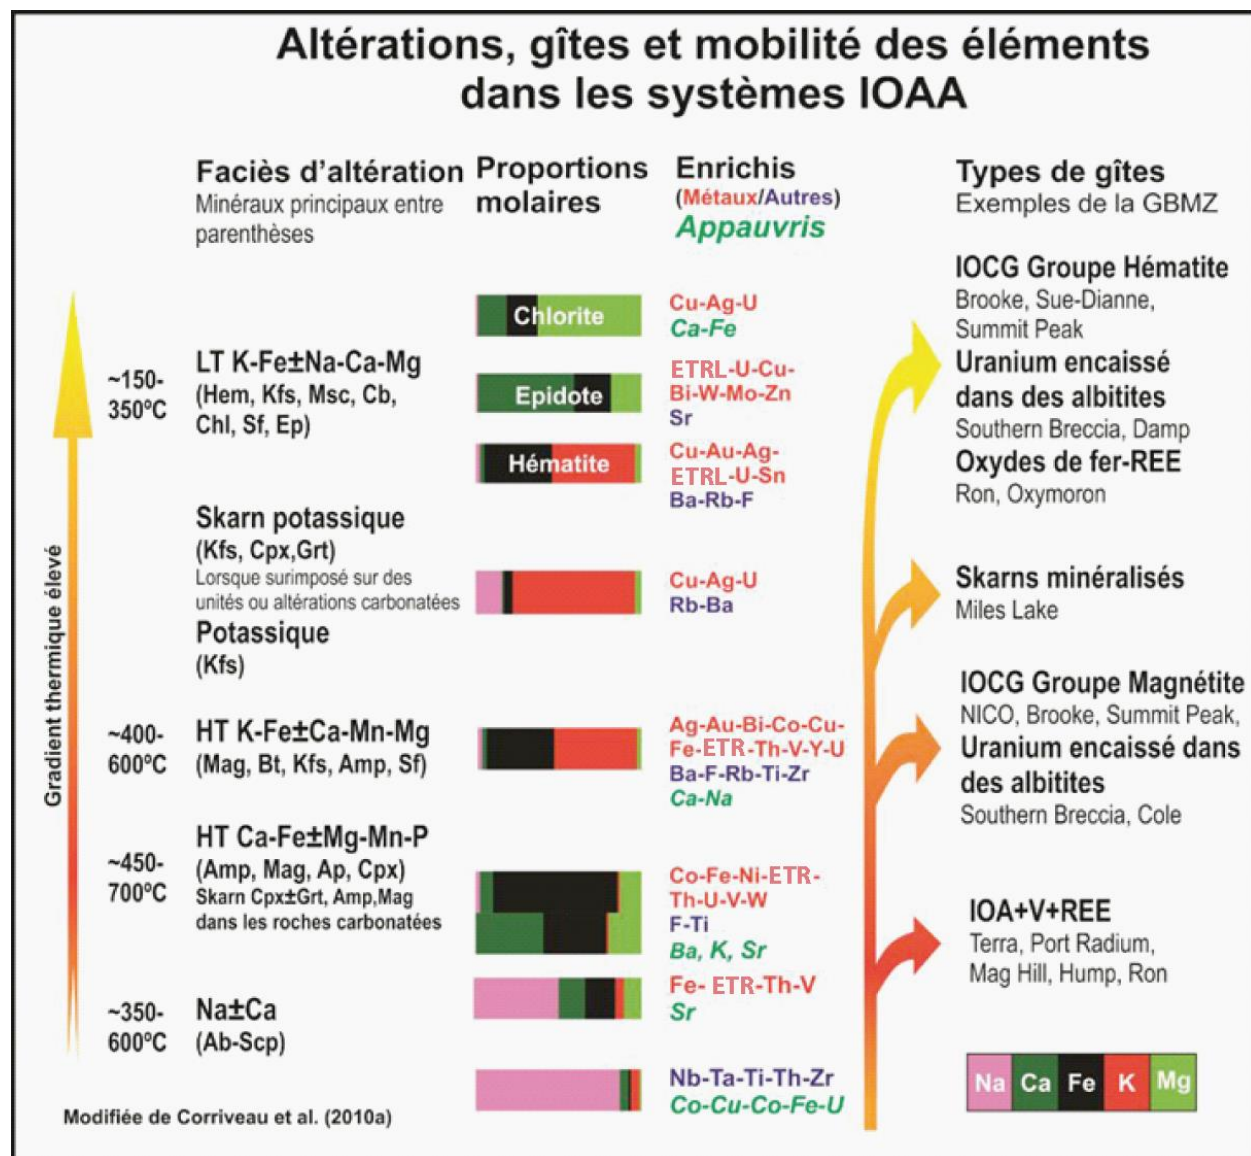 Altérations, gîtes et mobilité des éléments
dans les systèmes IOAA
Faciès d'altération
Minéraux principaux entre
parenthèses
Proportions
molaires
Enrichis
(Métaux/Autres)
Appauvris
Types de gîtes
Exemples de la GBMZ
Gradient thermique élevé
~150-
350ºC
LT K-Fe±Na-Ca-Mg
(Hem, Kfs, Msc, Cb,
Chl, Sf, Ep)
Chlorite
Cu-Ag-U
Ca-Fe
Epidote
ETRL-U-Cu-
Bi-W-Mo-Zn
Sr
Hématite
Cu-Au-Ag-
ETRL-U-Sn
Ba-Rb-F
IOCG Groupe Hématite
Brooke, Sue-Dianne,
Summit Peak
Uranium encaissé
dans des albitites
Southern Breccia, Damp
Oxydes de fer-REE
Ron, Oxymoron
Skarn potassique
(Kfs, Cpx,Grt)
Lorsque surimposé sur des
unités ou altérations carbonatées
Potassique
(Kfs)
Cu-Ag-U
Rb-Ba
Skarns minéralisés
Miles Lake
~400-
600ºC
HT K-Fe±Ca-Mn-Mg
(Mag, Bt, Kfs, Amp, Sf)
Ag-Au-Bi-Co-Cu-
Fe-ETR-Th-V-Y-U
Ba-F-Rb-Ti-Zr
Ca-Na
IOCG Groupe Magnétite
NICO, Brooke, Summit Peak,
Uranium encaissé dans
des albitites
Southern Breccia, Cole
~450-
700ºC
HT Ca-Fe±Mg-Mn-P
(Amp, Mag, Ap, Cpx)
Skarn Cpx±Grt, Amp,Mag
dans les roches carbonatées
Co-Fe-Ni-ETR-
Th-U-V-W
F-Ti
Ba, K, Sr
IOA+V+REE
Terra, Port Radium,
Mag Hill, Hump, Ron
~350-
600ºC
Na±Ca
(Ab-Scp)
Fe- ETR-Th-V
Sr
Nb-Ta-Ti-Th-Zr
Co-Cu-Co-Fe-U
Na Ca Fe K Mg
Modifiée de Corriveau et al. (2010a)